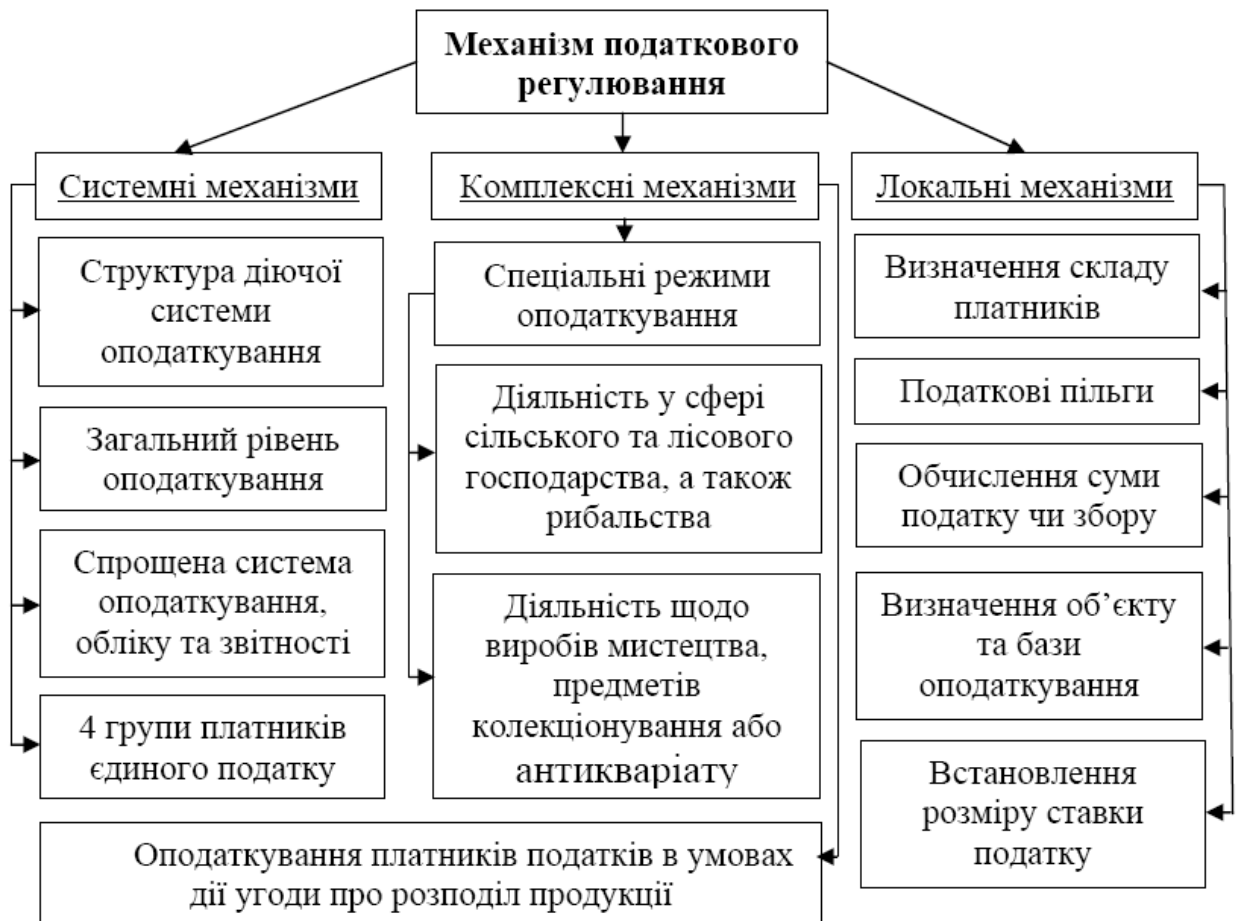 Механізм податкового
регулювання
Системні механізми
Структура діючої
системи
оподаткування
Загальний рівень
оподаткування
Спрощена система
оподаткування,
обліку та звітності
4 групи платників
єдиного податку
Комплексні механізми
Спеціальні режими
оподаткування
Діяльність у сфері
сільського та лісового
господарства, а також
рибальства
Діяльність щодо
виробів мистецтва,
предметів
колекціонування або
антикваріату
Оподаткування платників податків в умовах
дії угоди про розподіл продукції
Локальні механізми
Визначення складу
платників
Податкові пільги
Обчислення суми
податку чи збору
Визначення об’єкту
та бази
оподаткування
Встановлення
розміру ставки
податку